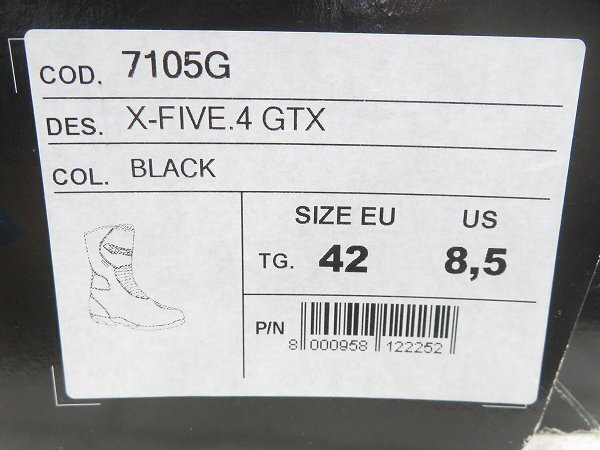 COD. 7105G
DES. X-FIVE.4 GTX
COL. BLACK
SIZE EU US
TG. 42 8,5
P/N
8 000958 122252